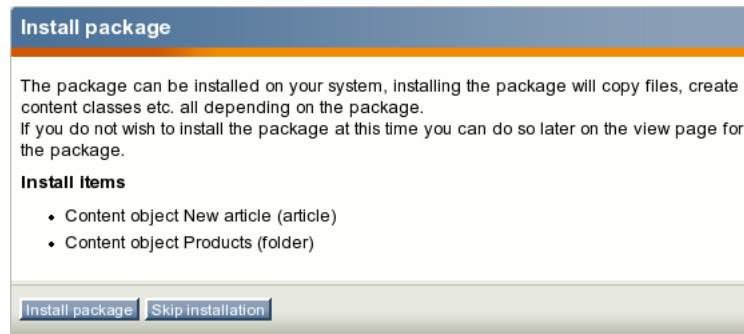 Install package
The package can be installed on your system, installing the package will copy files, create
content classes etc. all depending on the package.
If you do not wish to install the package at this time you can do so later on the view page for
the package.
Install items
• Content object New article (article)
• Content object Products (folder)
Install package Skip installation